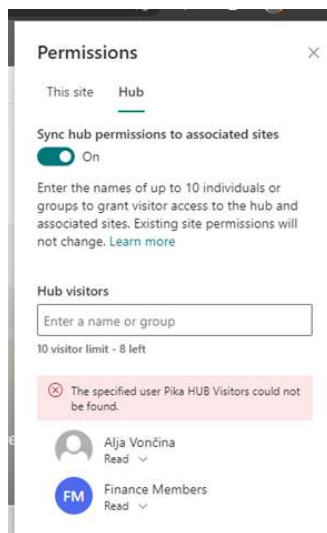 Permissions
This site Hub
Sync hub permissions to associated sites
On
Enter the names of up to 10 individuals or
groups to grant visitor access to the hub and
associated sites. Existing site permissions will
not change. Learn more
Hub visitors
Enter a name or group
10 visitor limit - 8 left
The specified user Pika HUB Visitors could not
be found.
Alja Vončina
Read
FM Finance Members
Read